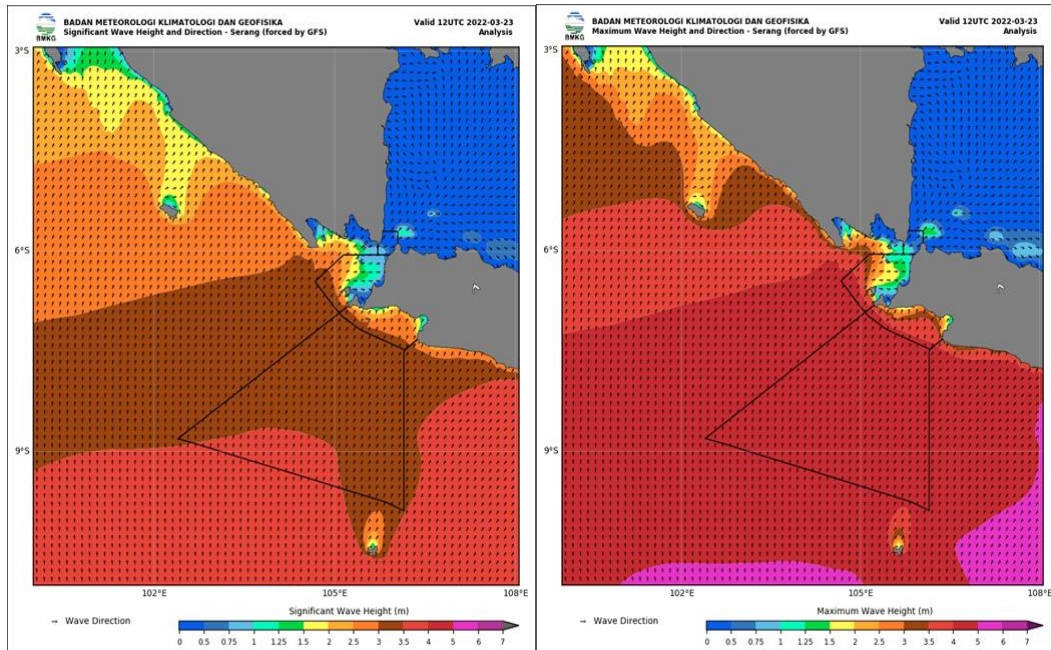 BMKG
BADAN METEOROLOGI KLIMATOLOGI DAN GEOFISIKA
Significant Wave Height and Direction - Serang (forced by GFS)
Valid 12UTC 2022-03-23
Analysis
3°S
6°S
9°S
102°E
105°E
108°E
→ Wave Direction
Significant Wave Height (m)
0 0.5 0.75 1 1.25 1.5 2 2.5 3 3.5 4 5 6 7
BMKG
BADAN METEOROLOGI KLIMATOLOGI DAN GEOFISIKA
Maximum Wave Height and Direction - Serang (forced by GFS)
Valid 12UTC 2022-03-23
Analysis
3°S
6°S
9°S
102°E
105°E
108°E
→ Wave Direction
Maximum Wave Height (m)
0 0.5 0.75 1 1.25 1.5 2 2.5 3 3.5 4 5 6 7